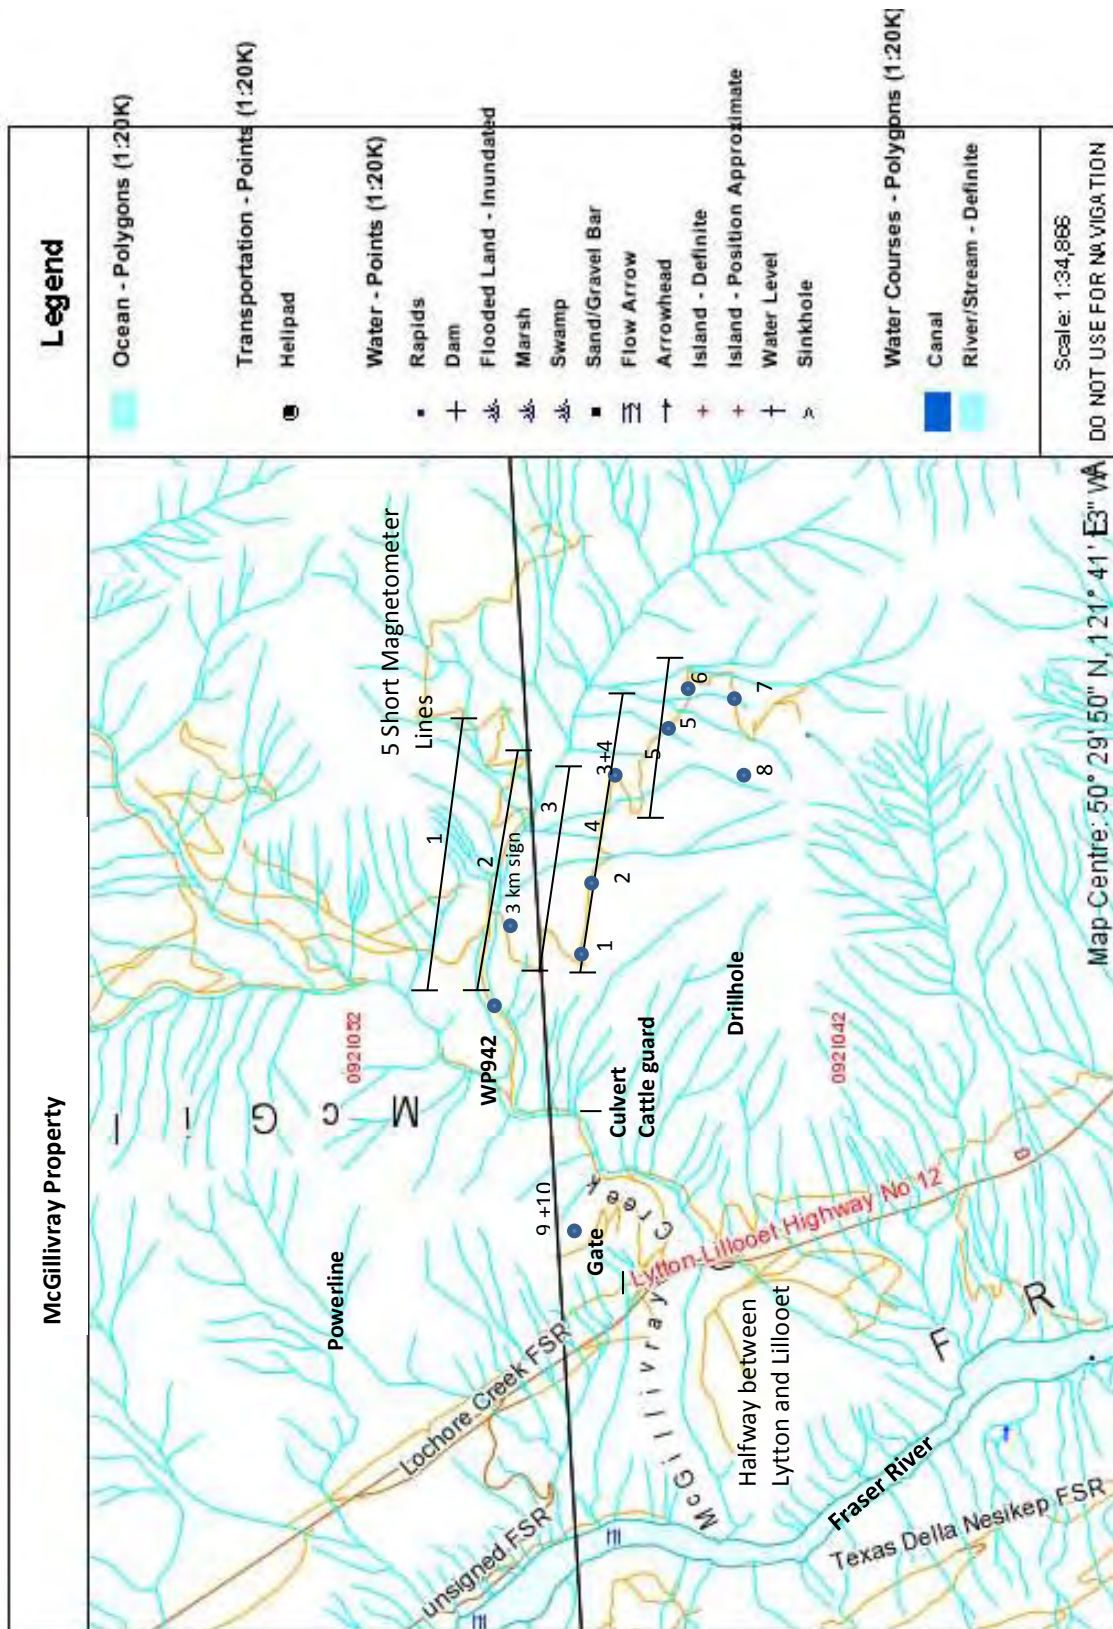 McGillivray Property
Legend
Ocean - Polygons (1:20K)
Transportation - Points (1:20K)
Helipad
Water - Points (1:20K)
Rapids
Dam
Flooded Land - Inundated
Marsh
Swamp
Sand/Gravel Bar
Flow Arrow
Arrowhead
Island - Definite
Island - Position Approximate
Water Level
Sinkhole
Water Courses - Polygons (1:20K)
Canal
River/Stream - Definite
Scale: 1:34,866
DO NOT USE FOR NAVIGATION
M c G i l
092I052
5 Short Magnetometer
Lines
1
2
3
4
5
3 km sign
WP942
Powerline
9 +10
Gate
Culvert
Cattle guard
1
2
3+4
5
6
7
8
Drillhole
092I042
Lochore Creek FSR
unsigned FSR
McGillivray Creek
Lytton-Lillooet Highway No 12
Halfway between
Lytton and Lillooet
Fraser River
F R
Texas Della Nesikep FSR
Map Centre: 50° 29' 50" N, 121° 41'